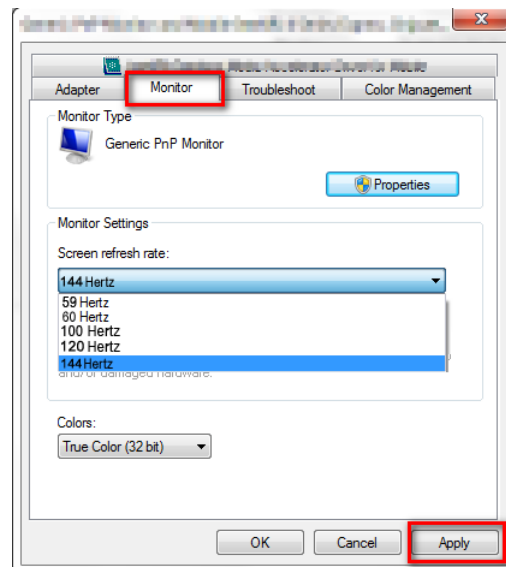 Adapter
Monitor
Troubleshoot
Color Management
Monitor Type
Generic PnP Monitor
Properties
Monitor Settings
Screen refresh rate:
144 Hertz
59 Hertz
60 Hertz
100 Hertz
120 Hertz
144 Hertz
and/or damaged hardware.
Colors:
True Color (32 bit)
OK
Cancel
Apply